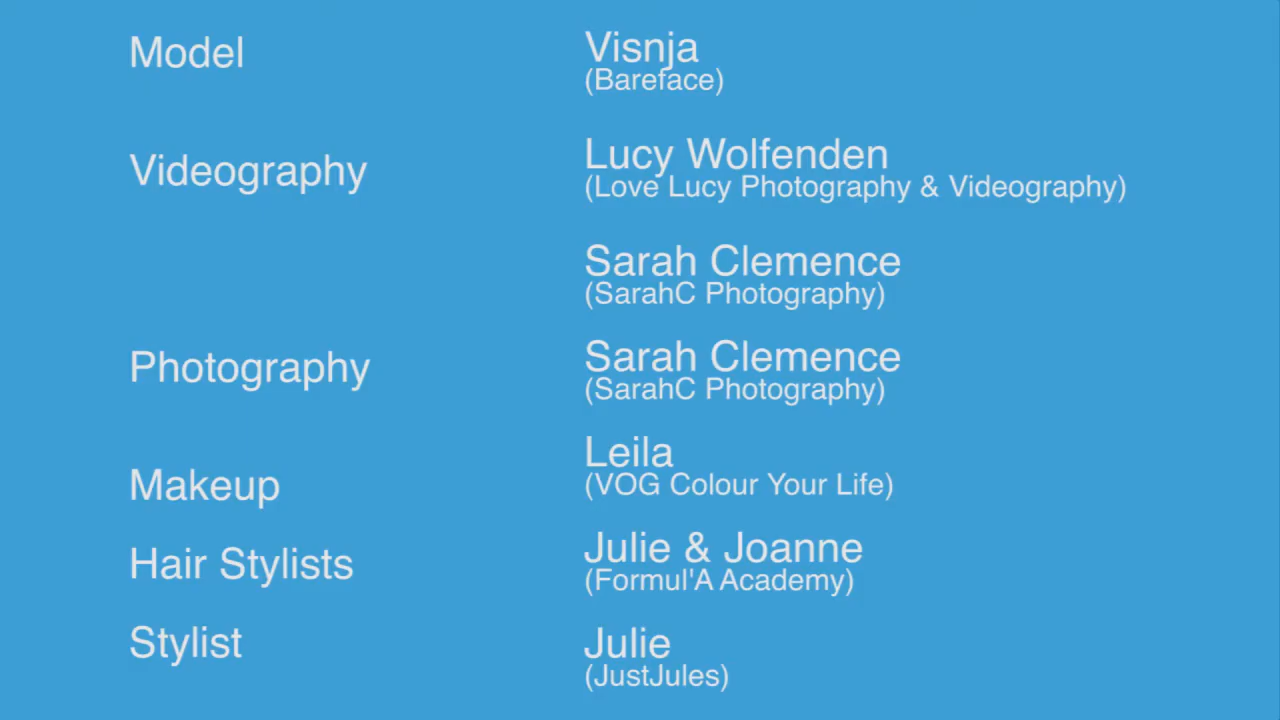 Model
Visnja
(Bareface)
Videography
Lucy Wolfenden
(Love Lucy Photography & Videography)
Sarah Clemence
(SarahC Photography)
Photography
Sarah Clemence
(SarahC Photography)
Makeup
Leila
(VOG Colour Your Life)
Hair Stylists
Julie & Joanne
(Formul'A Academy)
Stylist
Julie
(JustJules)